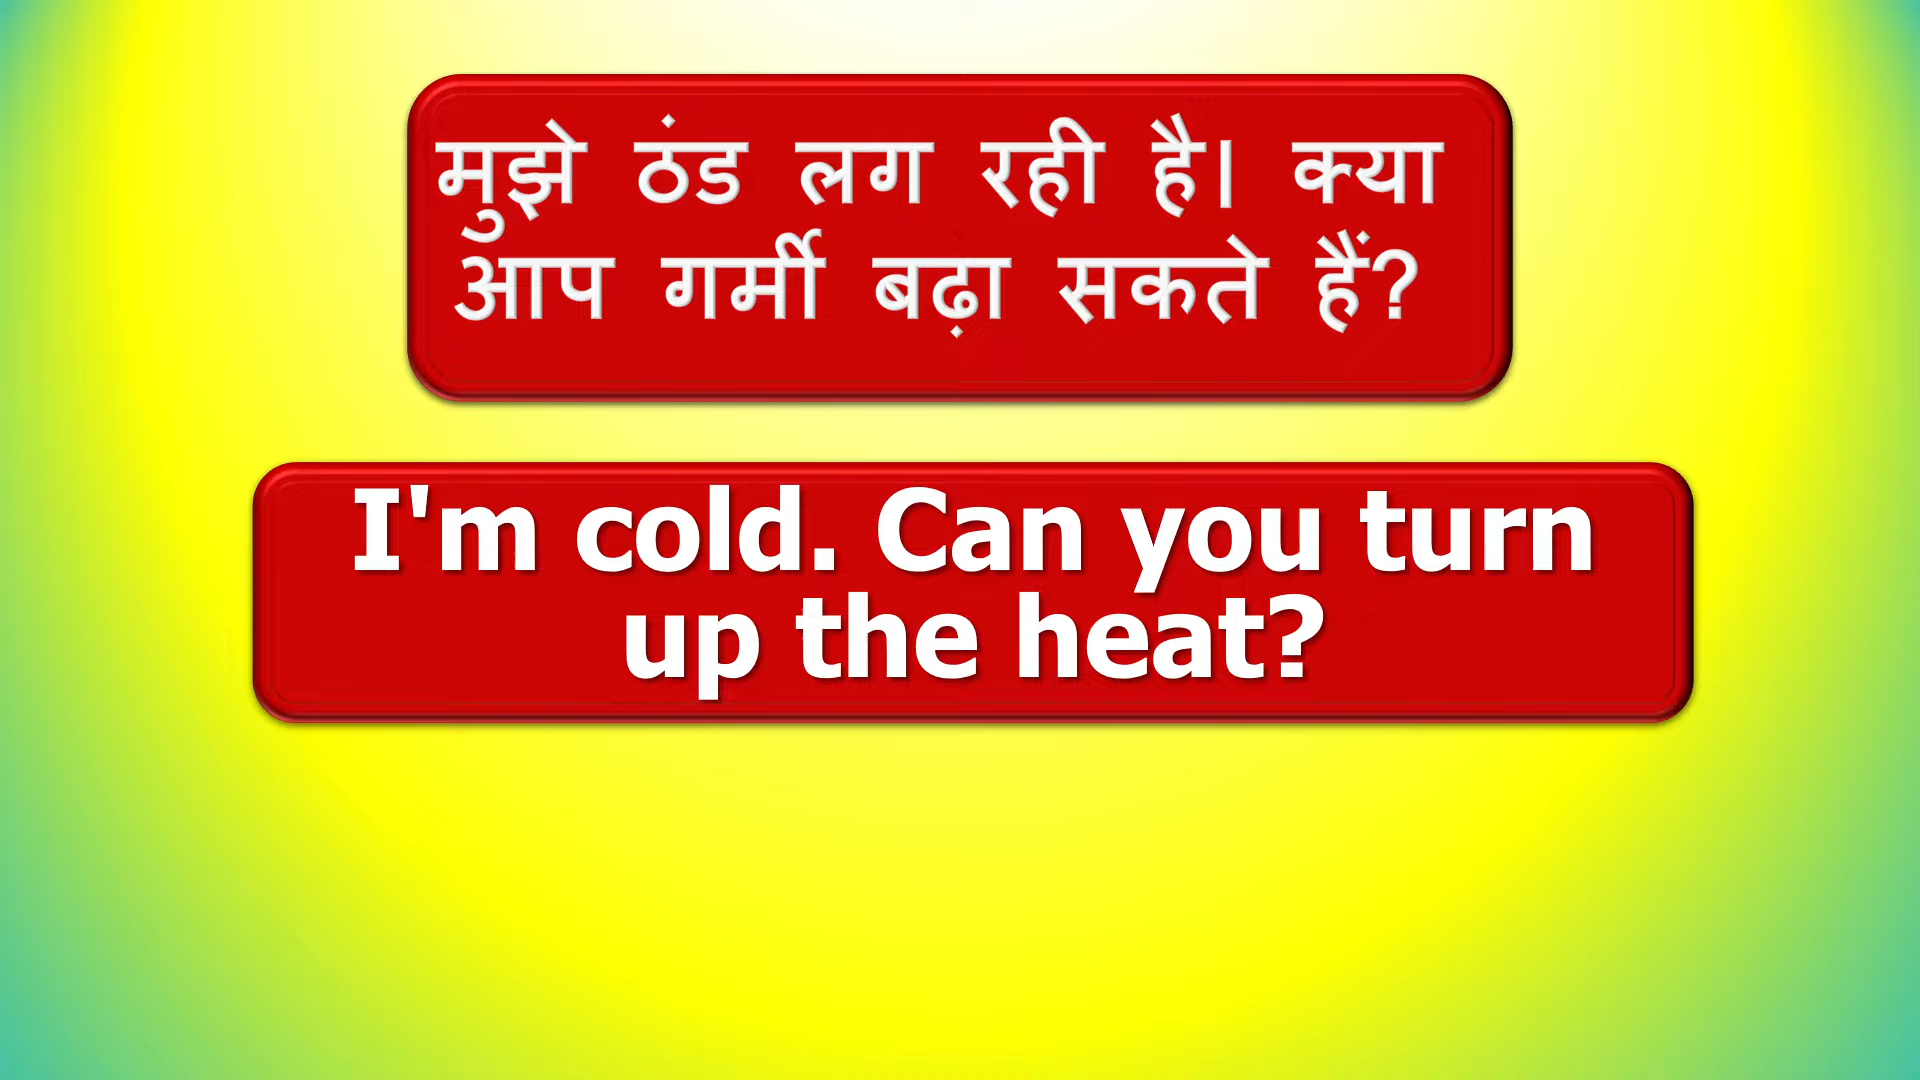 मुझे ठंड लग रही है। क्या
आप गर्मी बढ़ा सकते हैं?
I'm cold. Can you turn
up the heat?